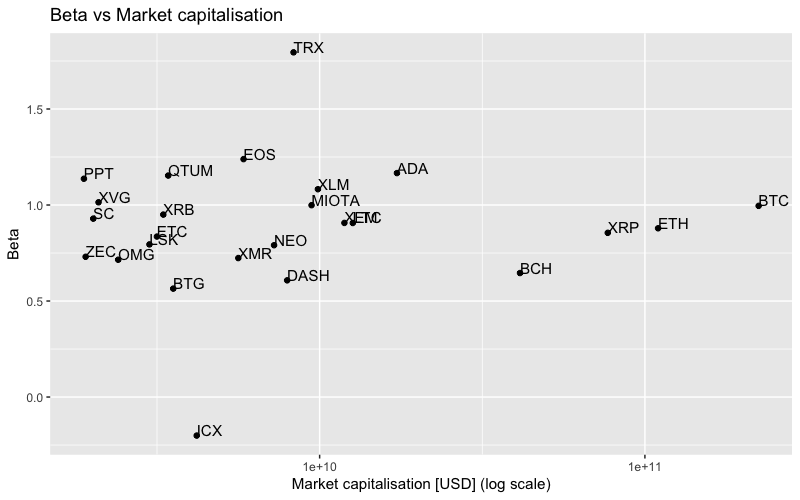 Beta vs Market capitalisation
TRX
1.5
EOS
PPT
QTUM
ADA
XLM
XVG
MIOTA
BTC
1.0
SC
XRB
XEM
LTC
XRP
ETH
ETC
LSK
NEO
ZEC
OMG
XMR
BCH
DASH
BTG
0.5
0.0
ICX
Beta
1e+10
1e+11
Market capitalisation [USD] (log scale)